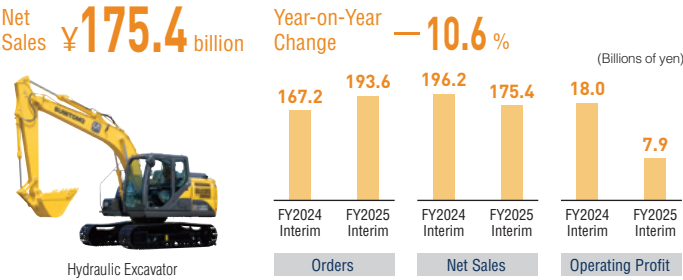 Net
Sales
¥175.4 billion
Year-on-Year
Change
—10.6 %
(Billions of yen)
167.2
193.6
196.2
175.4
18.0
7.9
SUMITOMO
FY2024
Interim
FY2025
Interim
FY2024
Interim
FY2025
Interim
FY2024
Interim
FY2025
Interim
Hydraulic Excavator
Orders
Net Sales
Operating Profit